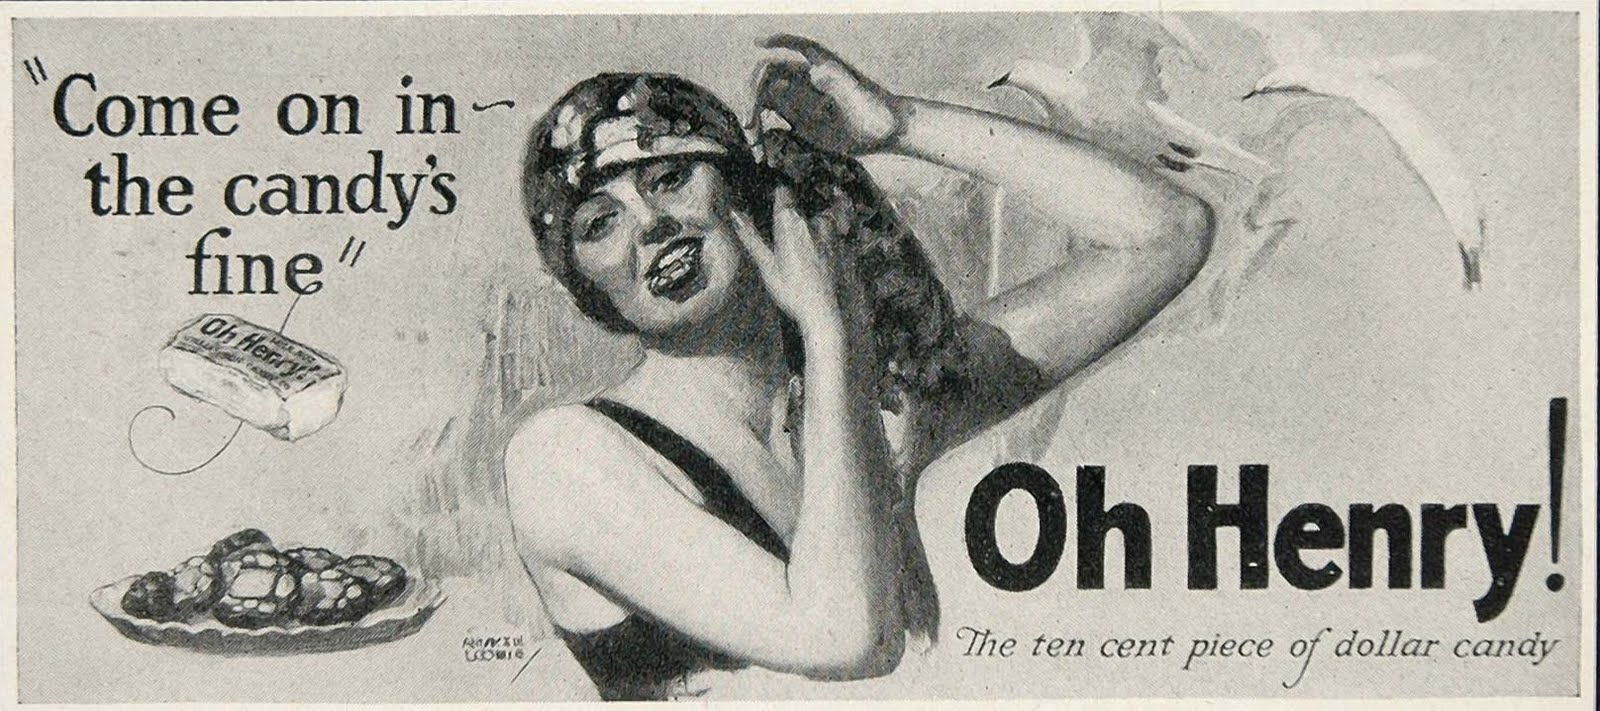 "Come on in~
the candy's
fine"
Oh Henry!
Oh Henry!
The ten cent piece of dollar candy